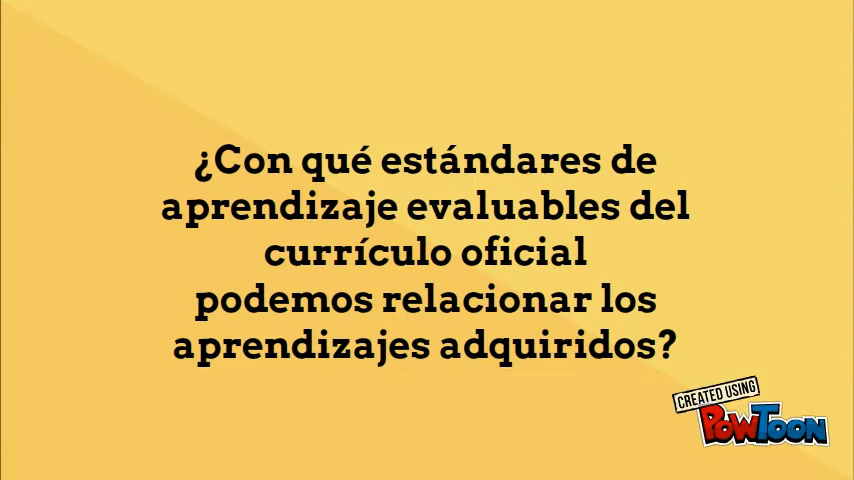 ¿Con qué estándares de
aprendizaje evaluables del
currículo oficial
podemos relacionar los
aprendizajes adquiridos?
CREATED USING
POWTOON